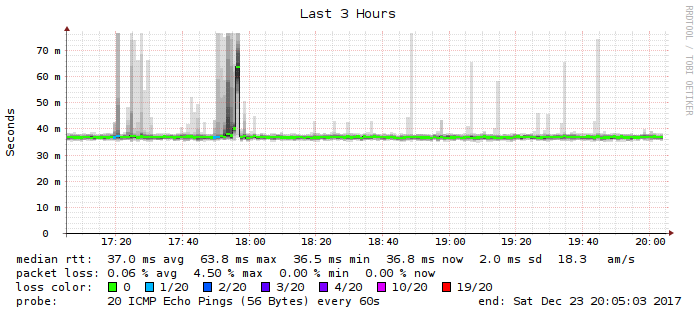 Last 3 Hours
RRDTOOL / TOBI OETIKER
Seconds
70 m
60 m
50 m
40 m
30 m
20 m
10 m
0
17:20 17:40 18:00 18:20 18:40 19:00 19:20 19:40 20:00
median rtt: 37.0 ms avg 63.8 ms max 36.5 ms min 36.8 ms now 2.0 ms sd 18.3 am/s
packet loss: 0.06 % avg 4.50 % max 0.00 % min 0.00 % now
loss color: 0 1/20 2/20 3/20 4/20 10/20 19/20
probe: 20 ICMP Echo Pings (56 Bytes) every 60s end: Sat Dec 23 20:05:03 2017